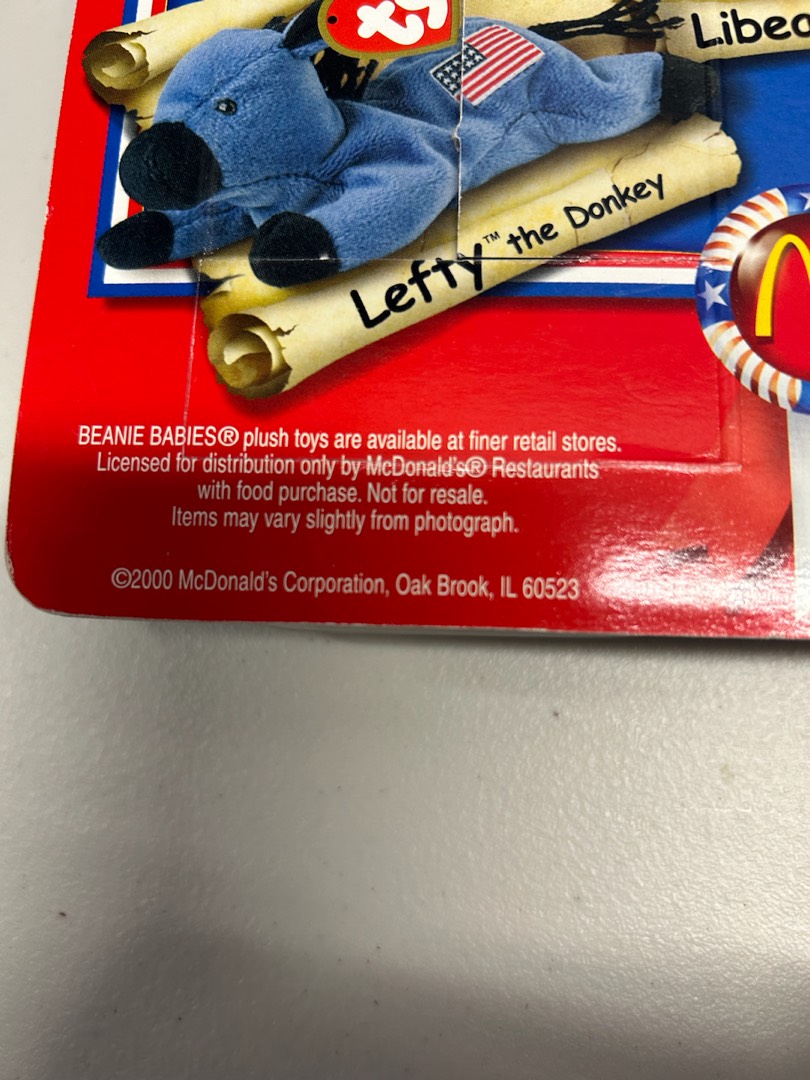 ty
Libea
Lefty™ the Donkey
BEANIE BABIES® plush toys are available at finer retail stores.
Licensed for distribution only by McDonald's® Restaurants
with food purchase. Not for resale.
Items may vary slightly from photograph.
©2000 McDonald's Corporation, Oak Brook, IL 60523